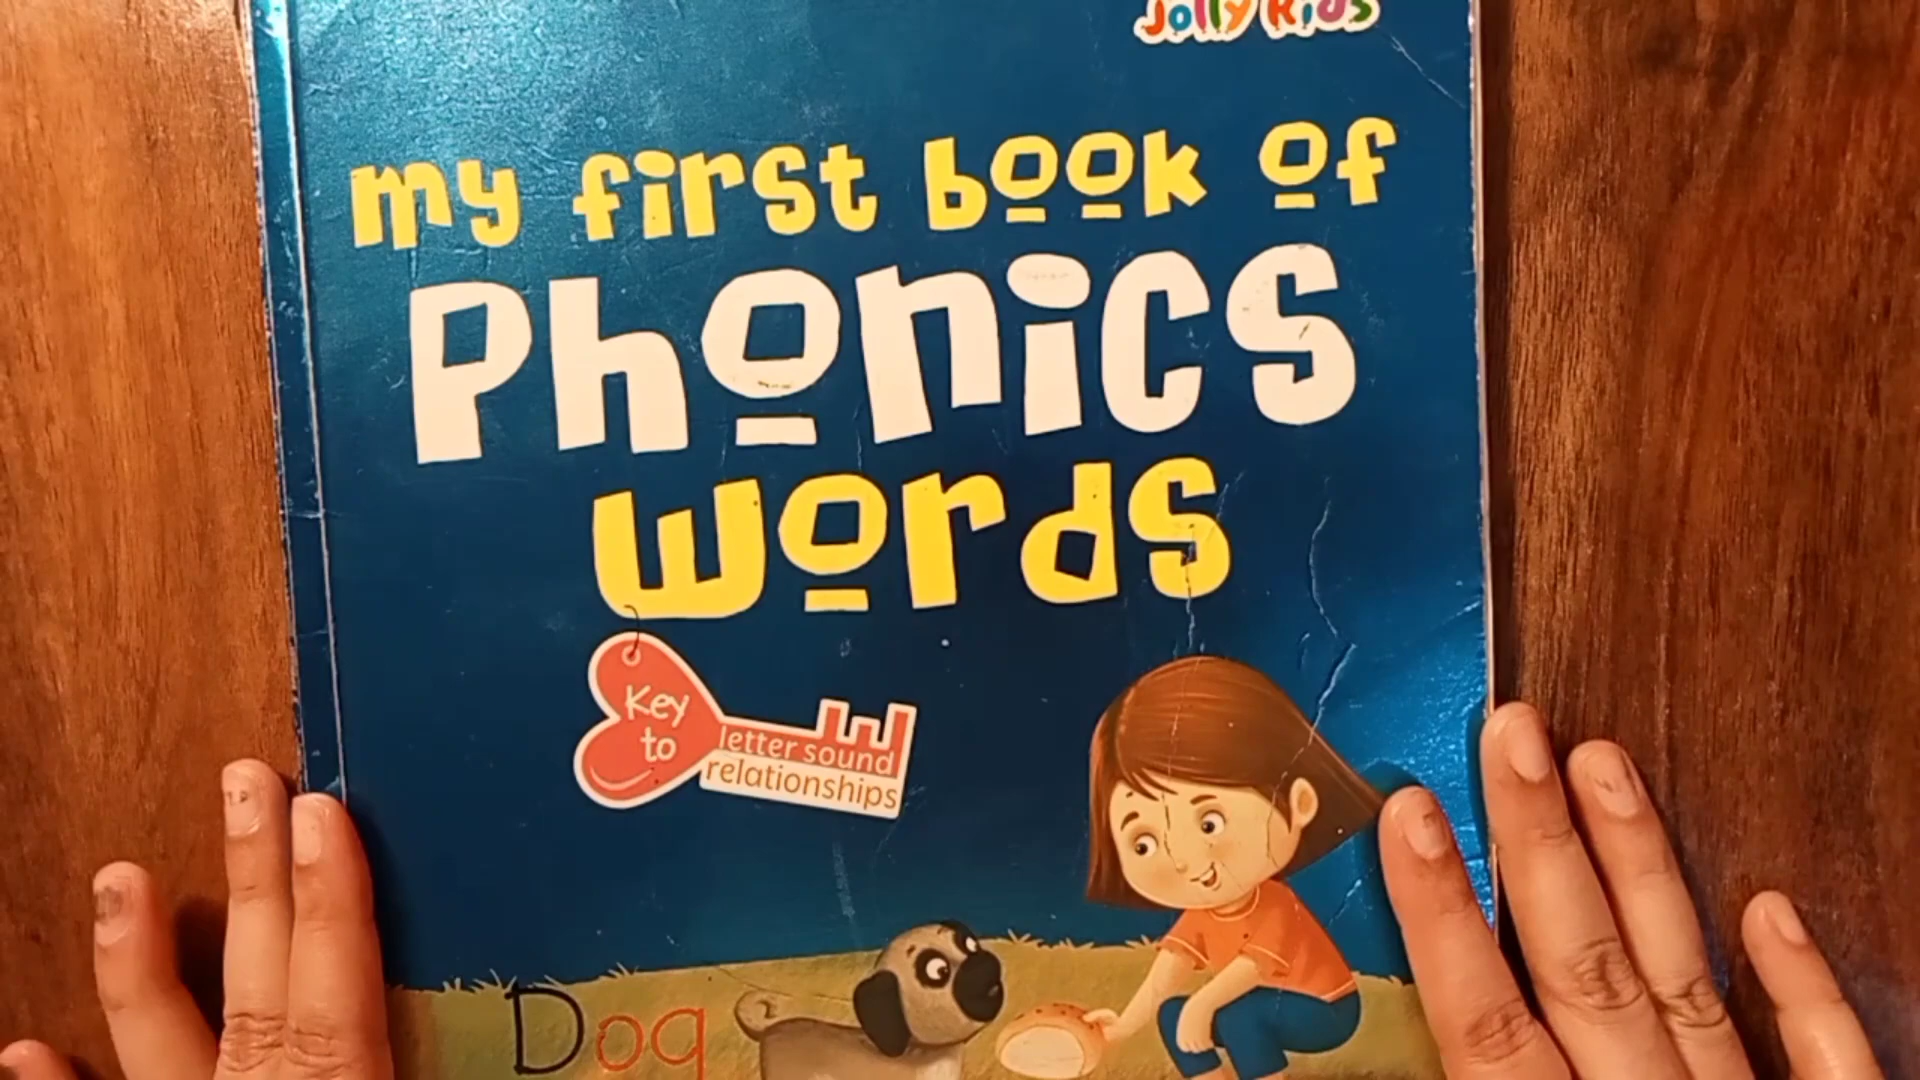 Jolly Kids
my first book of
Phonics
words
Key
to
letter sound
relationships
Dog